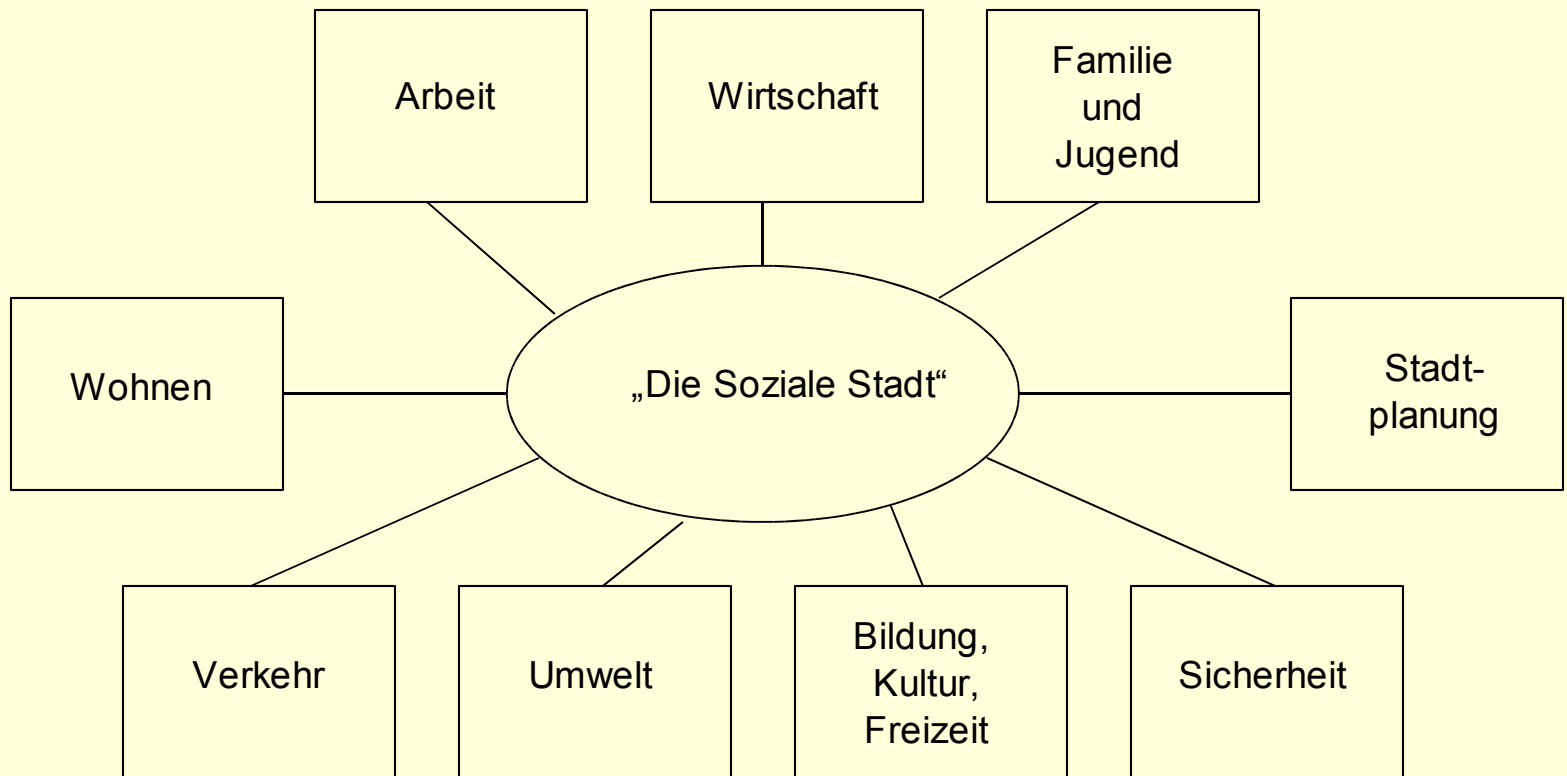 Arbeit
Wirtschaft
Familie
und
Jugend
Wohnen
„Die Soziale Stadt“
Stadt-
planung
Verkehr
Umwelt
Bildung,
Kultur,
Freizeit
Sicherheit